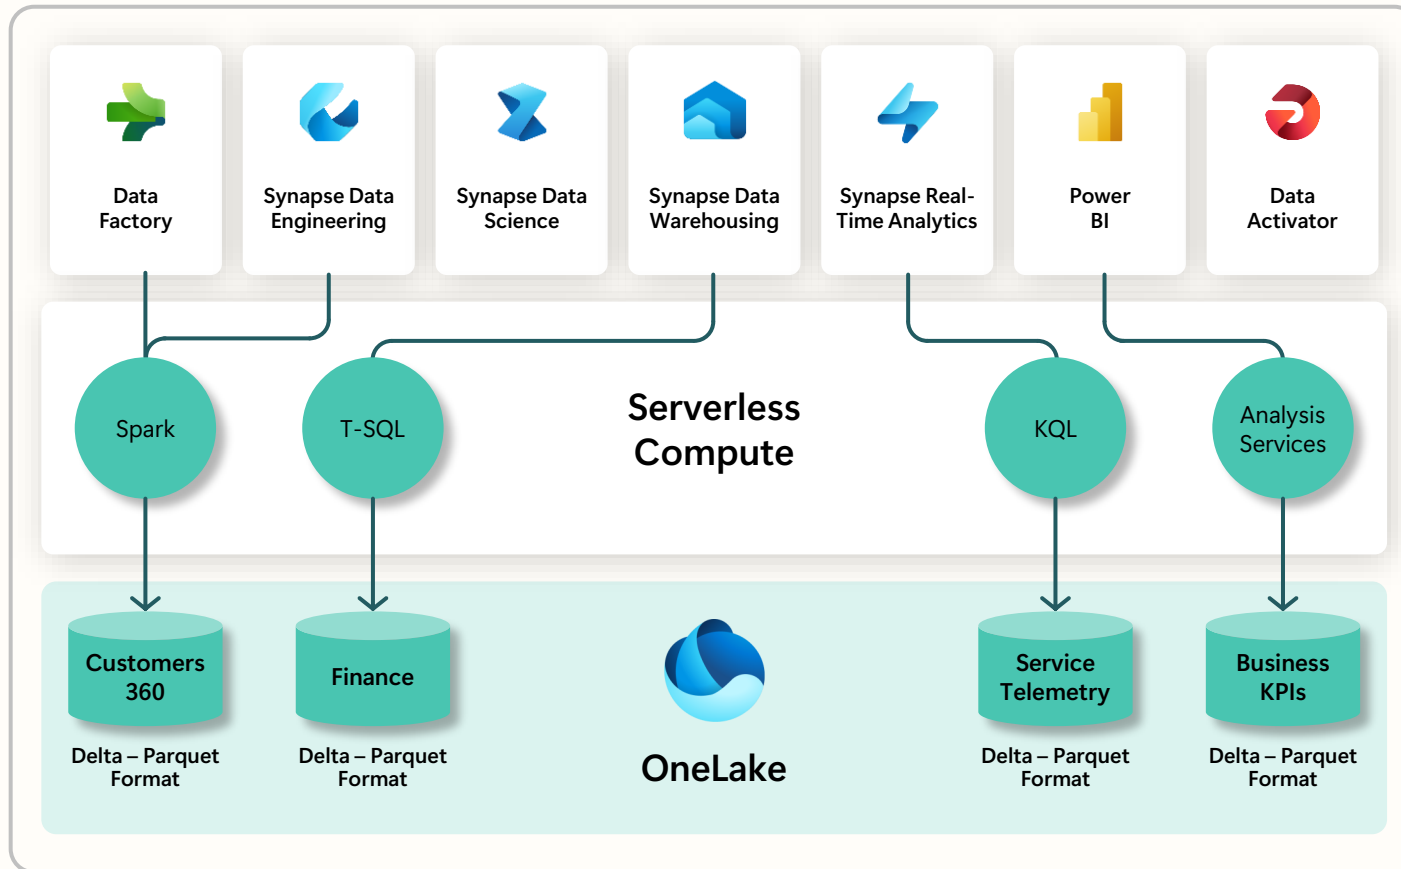 Data
Factory
Synapse Data
Engineering
Synapse Data
Science
Synapse Data
Warehousing
Synapse Real-
Time Analytics
Power
BI
Data
Activator
Spark
T-SQL
Serverless
Compute
KQL
Analysis
Services
Customers
360
Finance
Service
Telemetry
Business
KPIs
Delta – Parquet
Format
Delta – Parquet
Format
OneLake
Delta – Parquet
Format
Delta – Parquet
Format